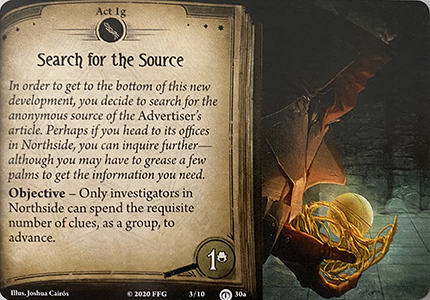 Act 1g
Search for the Source
In order to get to the bottom of this new
development, you decide to search for the
anonymous source of the Advertiser's
article. Perhaps if you head to its offices
in Northside, you can inquire further—
although you may have to grease a few
palms to get the information you need.
Objective – Only investigators in
Northside can spend the requisite
number of clues, as a group, to
advance.
1
Illus. Joshua Cairós
© 2020 FFG
3/10
30a